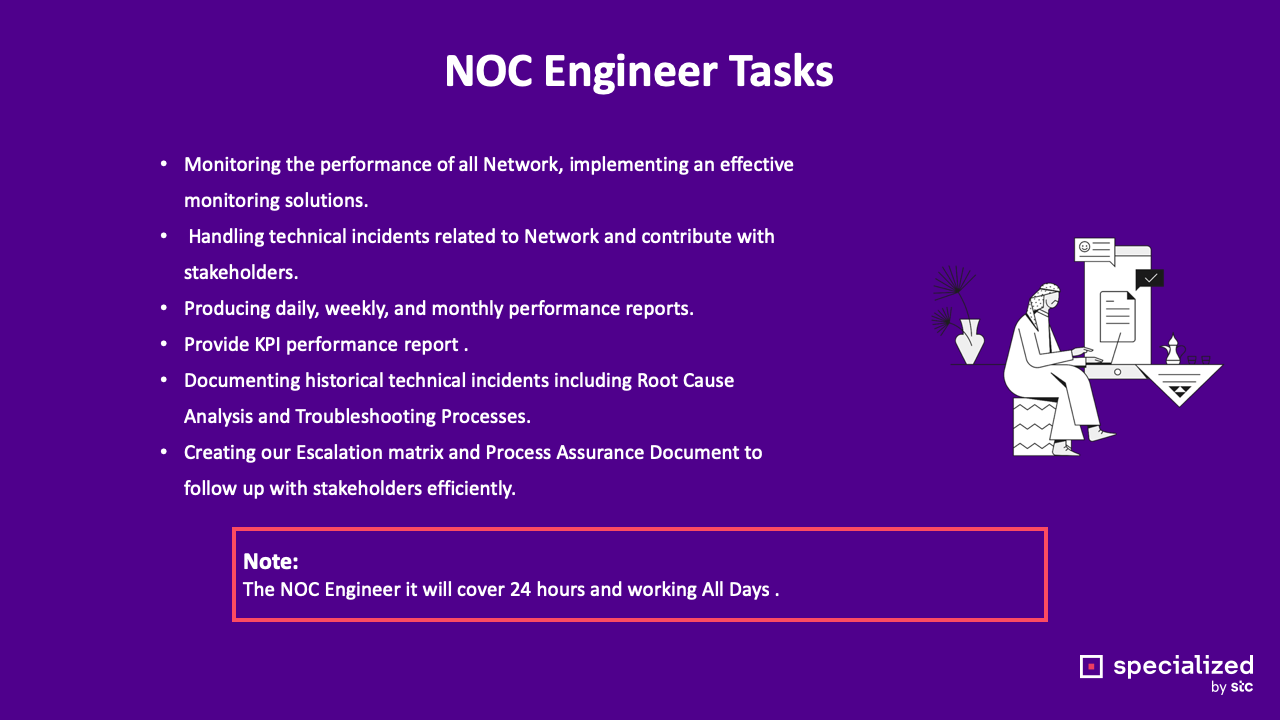 NOC Engineer Tasks
• Monitoring the performance of all Network, implementing an effective
monitoring solutions.
• Handling technical incidents related to Network and contribute with
stakeholders.
• Producing daily, weekly, and monthly performance reports.
• Provide KPI performance report .
• Documenting historical technical incidents including Root Cause
Analysis and Troubleshooting Processes.
• Creating our Escalation matrix and Process Assurance Document to
follow up with stakeholders efficiently.
Note:
The NOC Engineer it will cover 24 hours and working All Days .
specialized
by stc